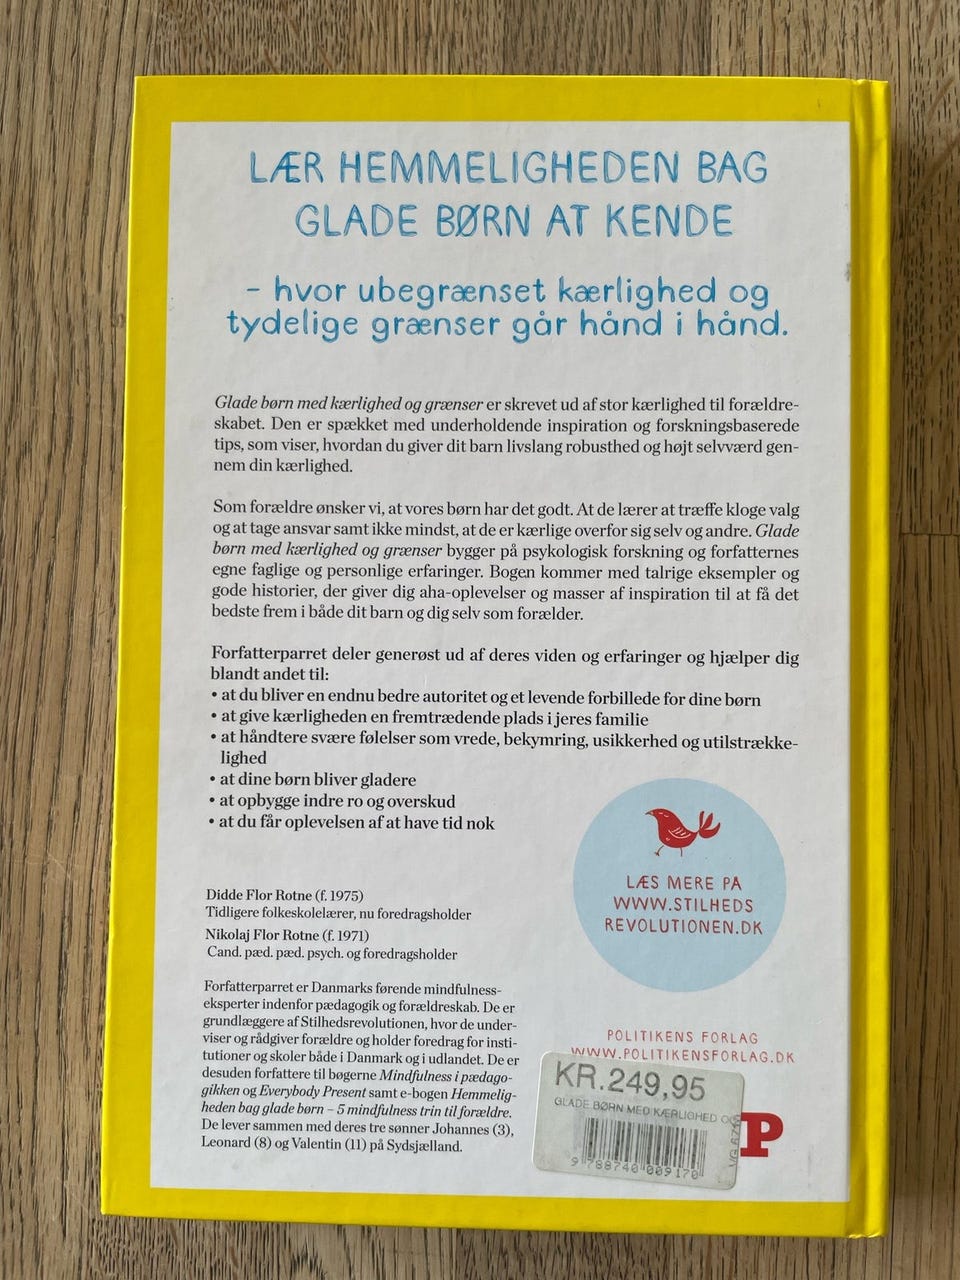 LÆR HEMMELIGHEDEN BAG
GLADE BØRN AT KENDE
- hvor ubegrænset kærlighed og
tydelige grænser går hånd i hånd.
Glade børn med kærlighed og grænser er skrevet ud af stor kærlighed til forældre-
skabet. Den er spækket med underholdende inspiration og forskningsbaserede
tips, som viser, hvordan du giver dit barn livslang robusthed og højt selvværd gen-
nem din kærlighed.
Som forældre ønsker vi, at vores børn har det godt. At de lærer at træffe kloge valg
og at tage ansvar samt ikke mindst, at de er kærlige overfor sig selv og andre. Glade
børn med kærlighed og grænser bygger på psykologisk forskning og forfatternes
egne faglige og personlige erfaringer. Bogen kommer med talrige eksempler og
gode historier, der giver dig aha-oplevelser og masser af inspiration til at få det
bedste frem i både dit barn og dig selv som forælder.
Forfatterparret deler generøst ud af deres viden og erfaringer og hjælper dig
blandt andet til:
• at du bliver en endnu bedre autoritet og et levende forbillede for dine børn
• at give kærligheden en fremtrædende plads i jeres familie
• at håndtere svære følelser som vrede, bekymring, usikkerhed og utilstrække-
lighed
• at dine børn bliver gladere
• at opbygge indre ro og overskud
• at du får oplevelsen af at have tid nok
LÆS MERE PÅ
WWW.STILHEDS
REVOLUTIONEN.DK
Didde Flor Rotne (f. 1975)
Tidligere folkeskolelærer, nu foredragsholder
Nikolaj Flor Rotne (f. 1971)
Cand. pæd. pæd. psych. og foredragsholder
Forfatterparret er Danmarks førende mindfulness-
eksperter indenfor pædagogik og forældreskab. De er
grundlæggere af Stilhedsrevolutionen, hvor de under-
viser og rådgiver forældre og holder foredrag for insti-
tutioner og skoler både i Danmark og i udlandet. De er
desuden forfattere til bøgerne Mindfulness i pædago-
gikken og Everybody Present samt e-bogen Hemmelig-
heden bag glade børn – 5 mindfulness trin til forældre.
De lever sammen med deres tre sønner Johannes (3),
Leonard (8) og Valentin (11) på Sydsjælland.
POLITIKENS FORLAG
WWW.POLITIKENSFORLAG.DK
KR.249,95
GLADE BØRN MED KÆRLIGHED OG
9 788740 009170
P